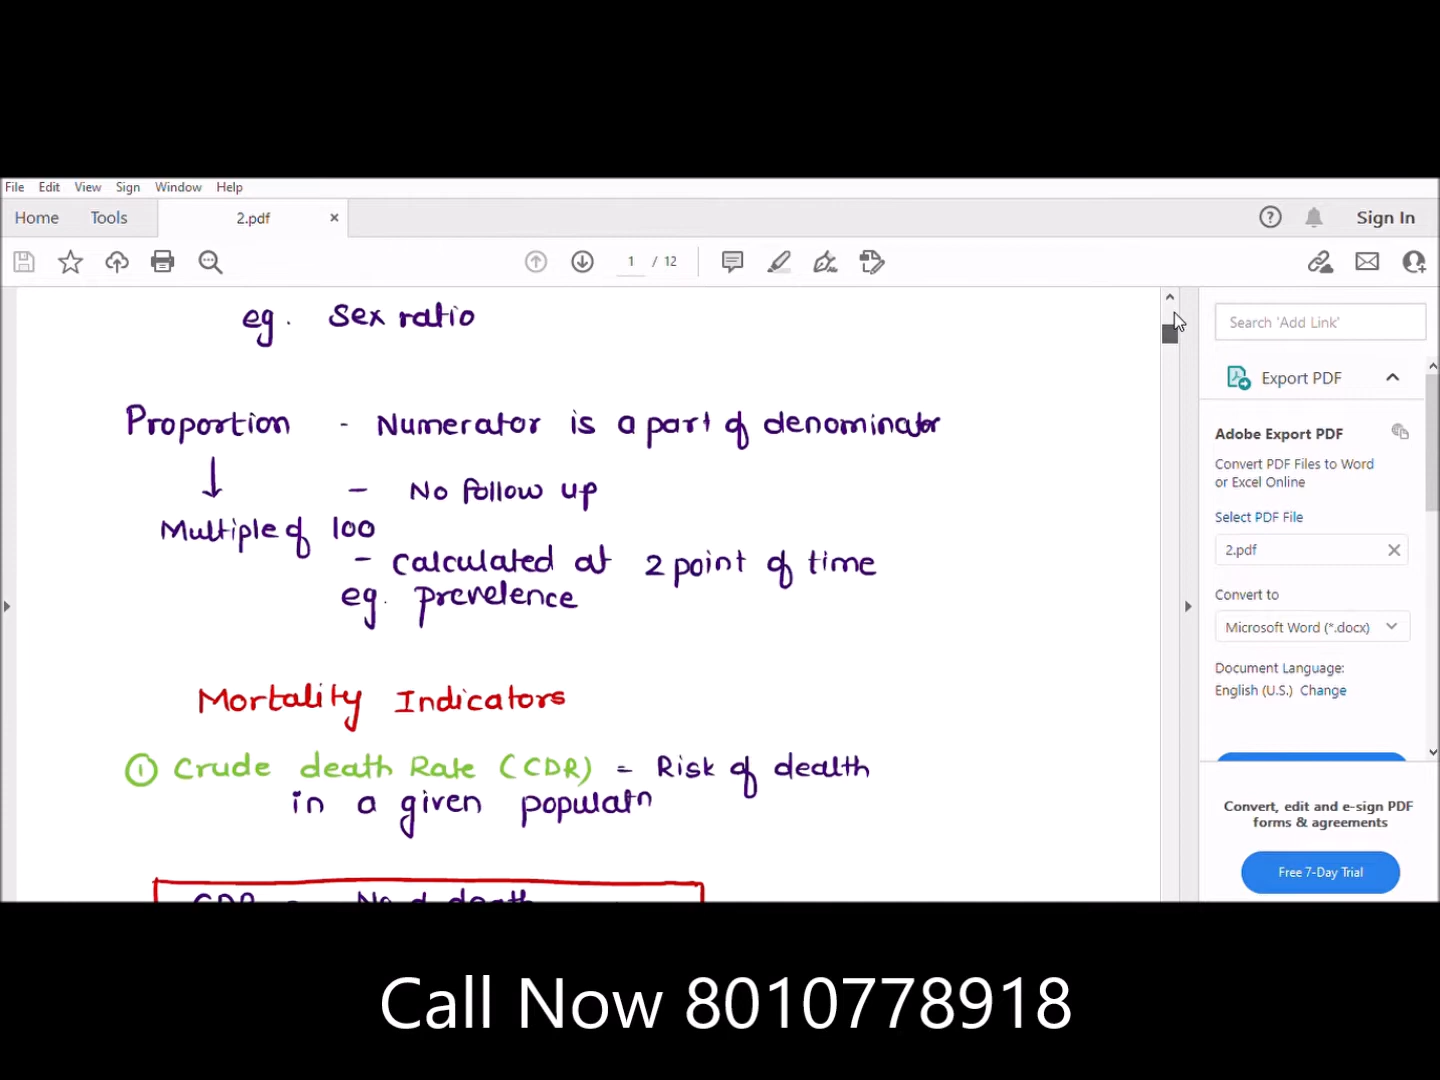 File Edit View Sign Window Help
Home Tools 2.pdf × ? Sign In
1 / 12
eg. Sex ratio
Proportion - Numerator is a part of denominator
- No follow up
Multiple of 100
- Calculated at 2 point of time
eg. Prevelence
Mortality Indicators
① Crude death Rate (CDR) = Risk of dealth
in a given populatn
CDR = No of death
Search 'Add Link'
Export PDF
Adobe Export PDF
Convert PDF Files to Word
or Excel Online
Select PDF File
2.pdf
Convert to
Microsoft Word (*.docx)
Document Language:
English (U.S.) Change
Convert, edit and e-sign PDF
forms & agreements
Free 7-Day Trial
Call Now 8010778918